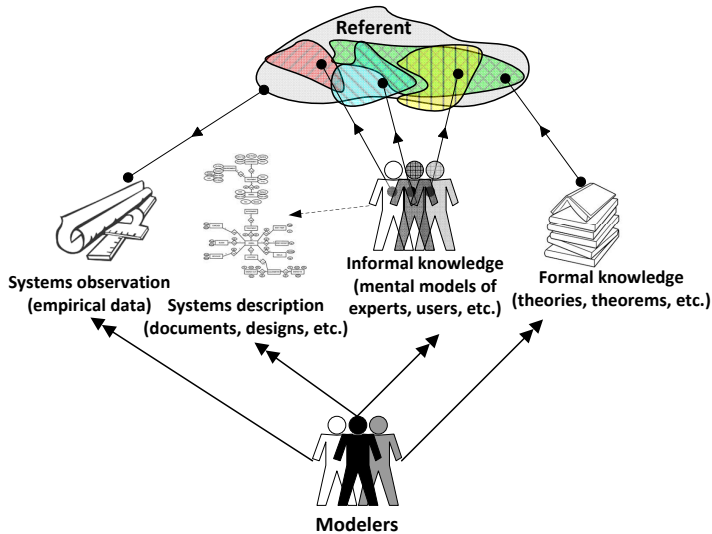 Referent
Systems observation
(empirical data)
Systems description
(documents, designs, etc.)
Informal knowledge
(mental models of
experts, users, etc.)
Formal knowledge
(theories, theorems, etc.)
Modelers